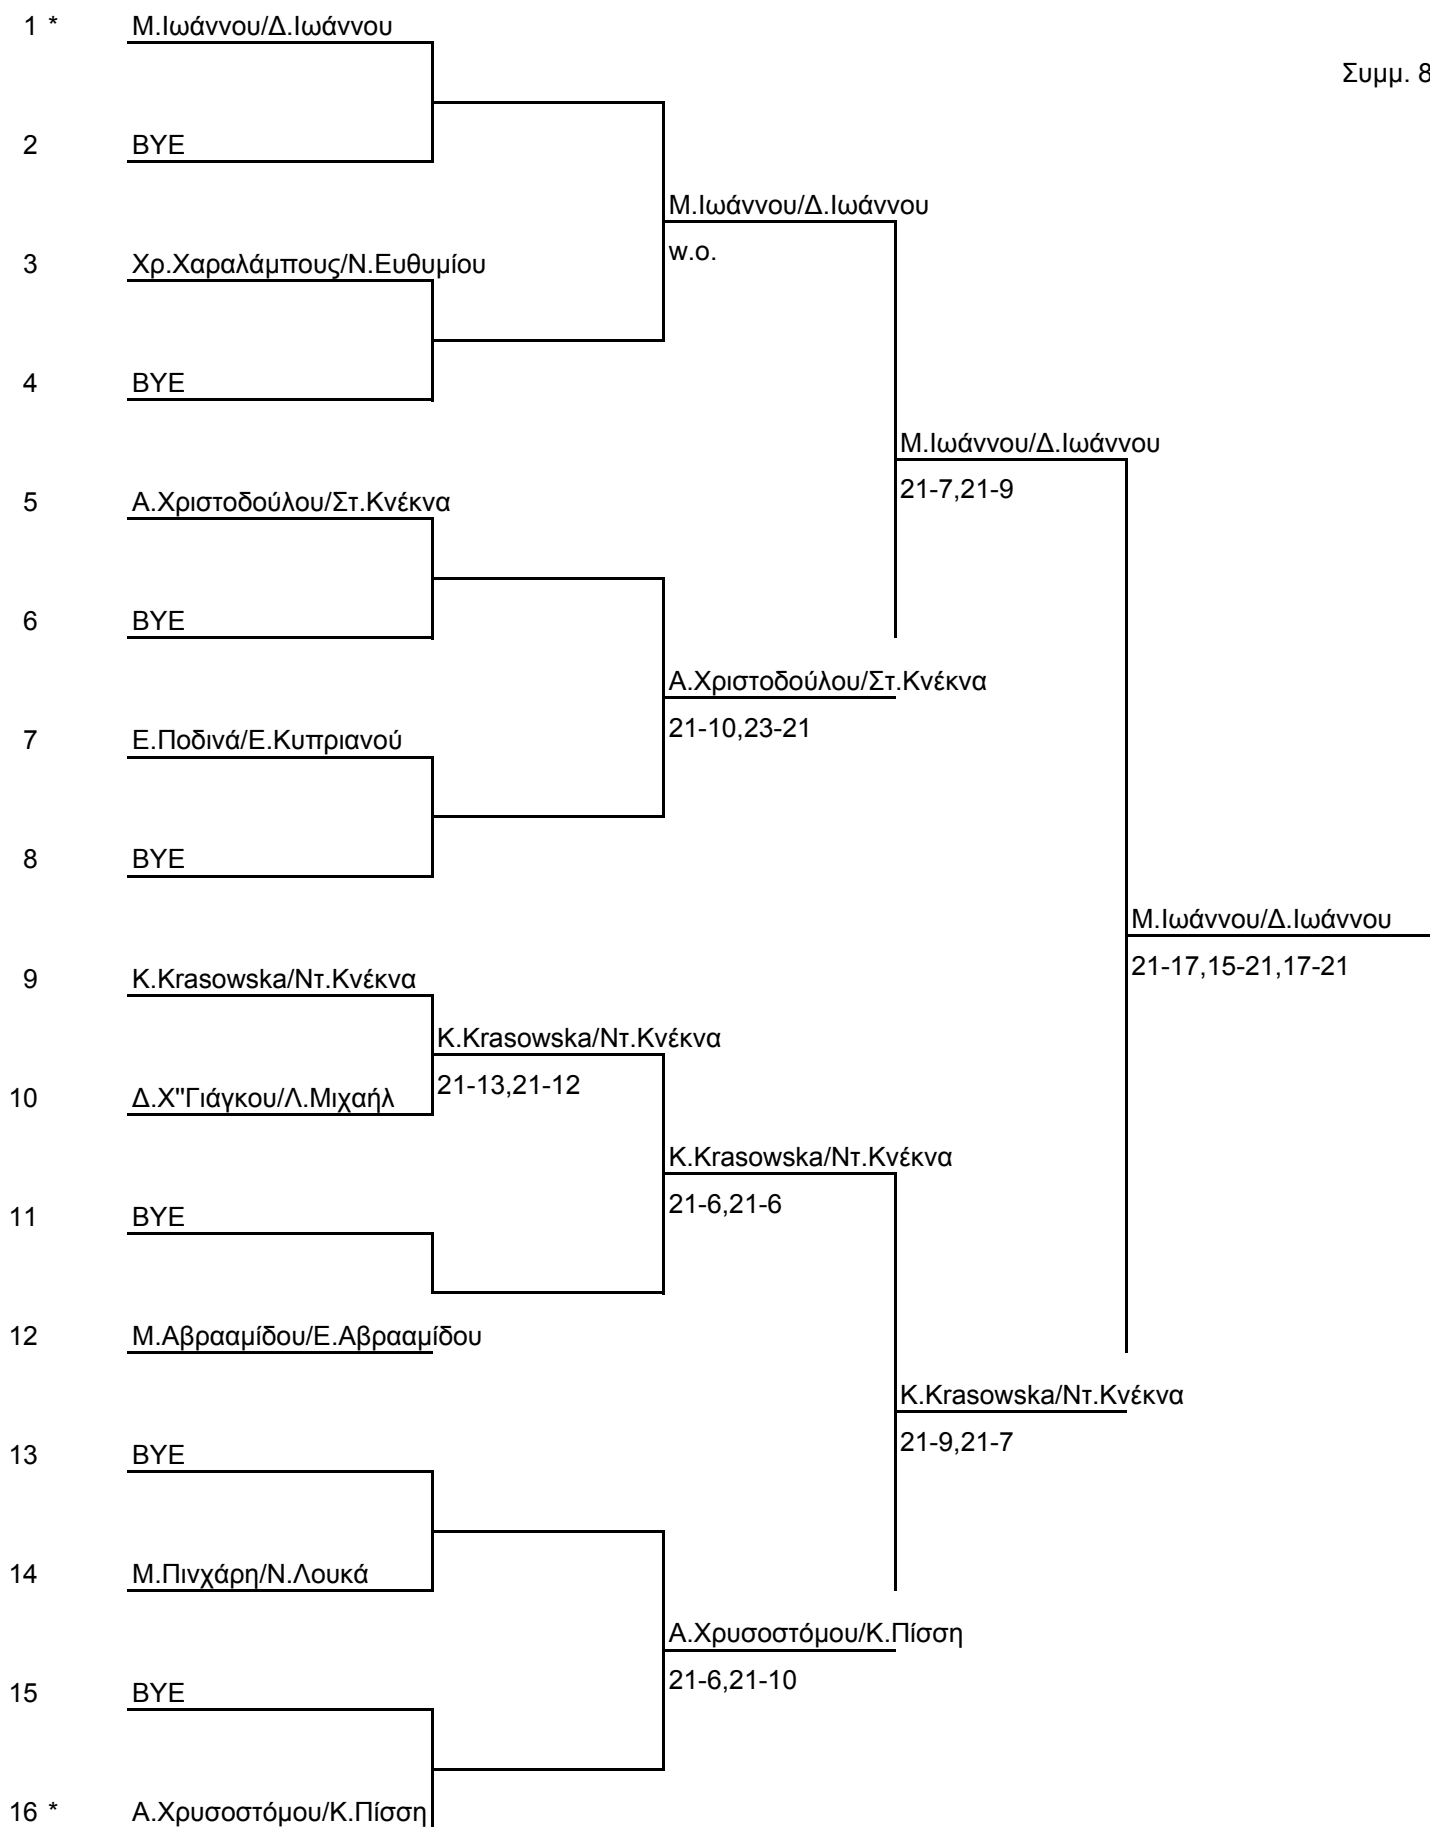 1 * Μ.Ιωάννου/Δ.Ιωάννου
Συμμ. 8
2 BYE
Μ.Ιωάννου/Δ.Ιωάννου
w.o.
3 Χρ.Χαραλάμπους/Ν.Ευθυμίου
4 BYE
Μ.Ιωάννου/Δ.Ιωάννου
21-7,21-9
5 Α.Χριστοδούλου/Στ.Κνέκνα
6 BYE
Α.Χριστοδούλου/Στ.Κνέκνα
21-10,23-21
7 Ε.Ποδινά/Ε.Κυπριανού
8 BYE
Μ.Ιωάννου/Δ.Ιωάννου
21-17,15-21,17-21
9 K.Krasowska/Ντ.Κνέκνα
K.Krasowska/Ντ.Κνέκνα
21-13,21-12
10 Δ.Χ"Γιάγκου/Λ.Μιχαήλ
K.Krasowska/Ντ.Κνέκνα
21-6,21-6
11 BYE
12 Μ.Αβρααμίδου/Ε.Αβρααμίδου
K.Krasowska/Ντ.Κνέκνα
21-9,21-7
13 BYE
14 Μ.Πινχάρη/Ν.Λουκά
Α.Χρυσοστόμου/Κ.Πίσση
21-6,21-10
15 BYE
16 * Α.Χρυσοστόμου/Κ.Πίσση